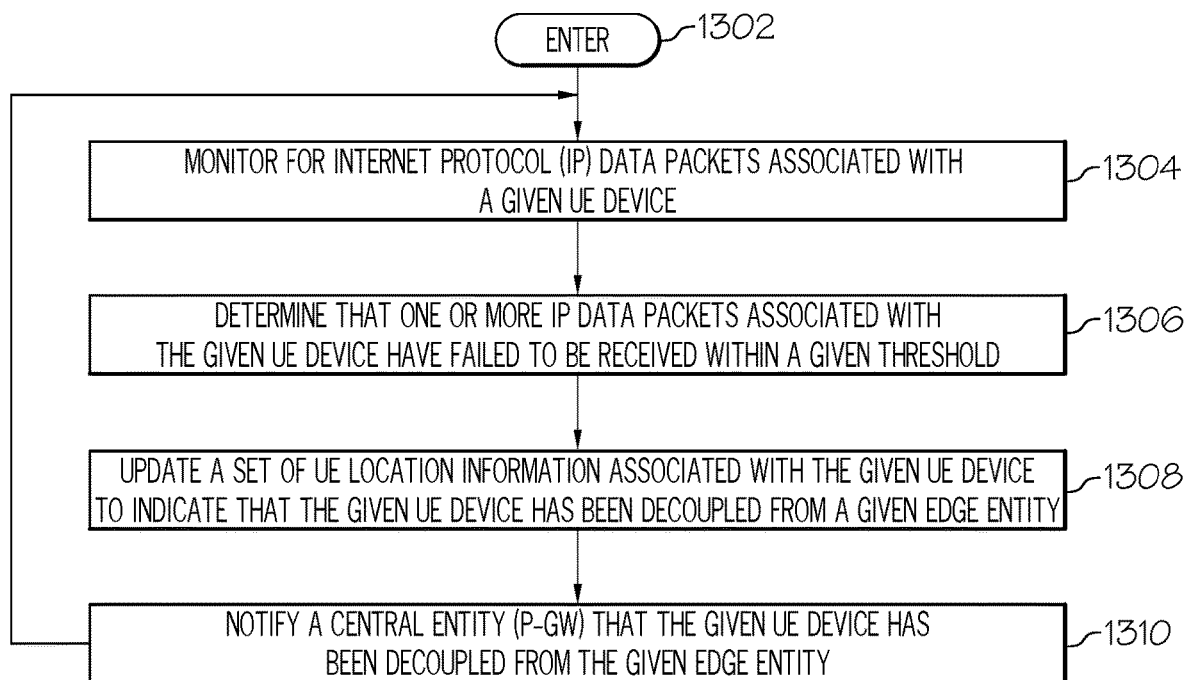 ENTER
1302
MONITOR FOR INTERNET PROTOCOL (IP) DATA PACKETS ASSOCIATED WITH
A GIVEN UE DEVICE
1304
DETERMINE THAT ONE OR MORE IP DATA PACKETS ASSOCIATED WITH
THE GIVEN UE DEVICE HAVE FAILED TO BE RECEIVED WITHIN A GIVEN THRESHOLD
1306
UPDATE A SET OF UE LOCATION INFORMATION ASSOCIATED WITH THE GIVEN UE DEVICE
TO INDICATE THAT THE GIVEN UE DEVICE HAS BEEN DECOUPLED FROM A GIVEN EDGE ENTITY
1308
NOTIFY A CENTRAL ENTITY (P-GW) THAT THE GIVEN UE DEVICE HAS
BEEN DECOUPLED FROM THE GIVEN EDGE ENTITY
1310